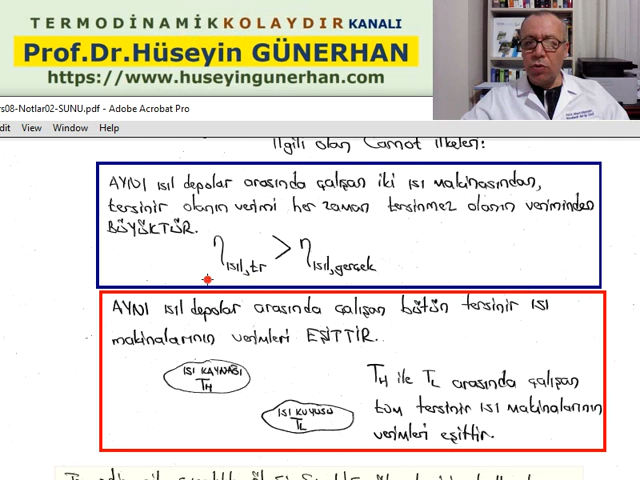 TERMODİNAMİKKOLAYDIR KANALI
Prof.Dr.Hüseyin GÜNERHAN
https://www.huseyingunerhan.com
rs08-Notlar02-SUNU.pdf - Adobe Acrobat Pro
dit View Window Help
İlgili olan Carnot ilkeleri:
AYNI ısıl depolar arasında çalışan iki ısı makinasından,
tersinir olanın verimi her zaman tersinmez olanın veriminden
BÜYÜKTÜR.
η ısıl,tr > η ısıl,gerçek
AYNI ısıl depolar arasında çalışan bütün tersinir ısı
makinalarının verimleri EŞİTTİR.
ISI KAYNAĞI
TH
ISI KUYUSU
TL
TH ile TL arasında çalışan
tüm tersinir ısı makinalarının
verimleri eşittir.